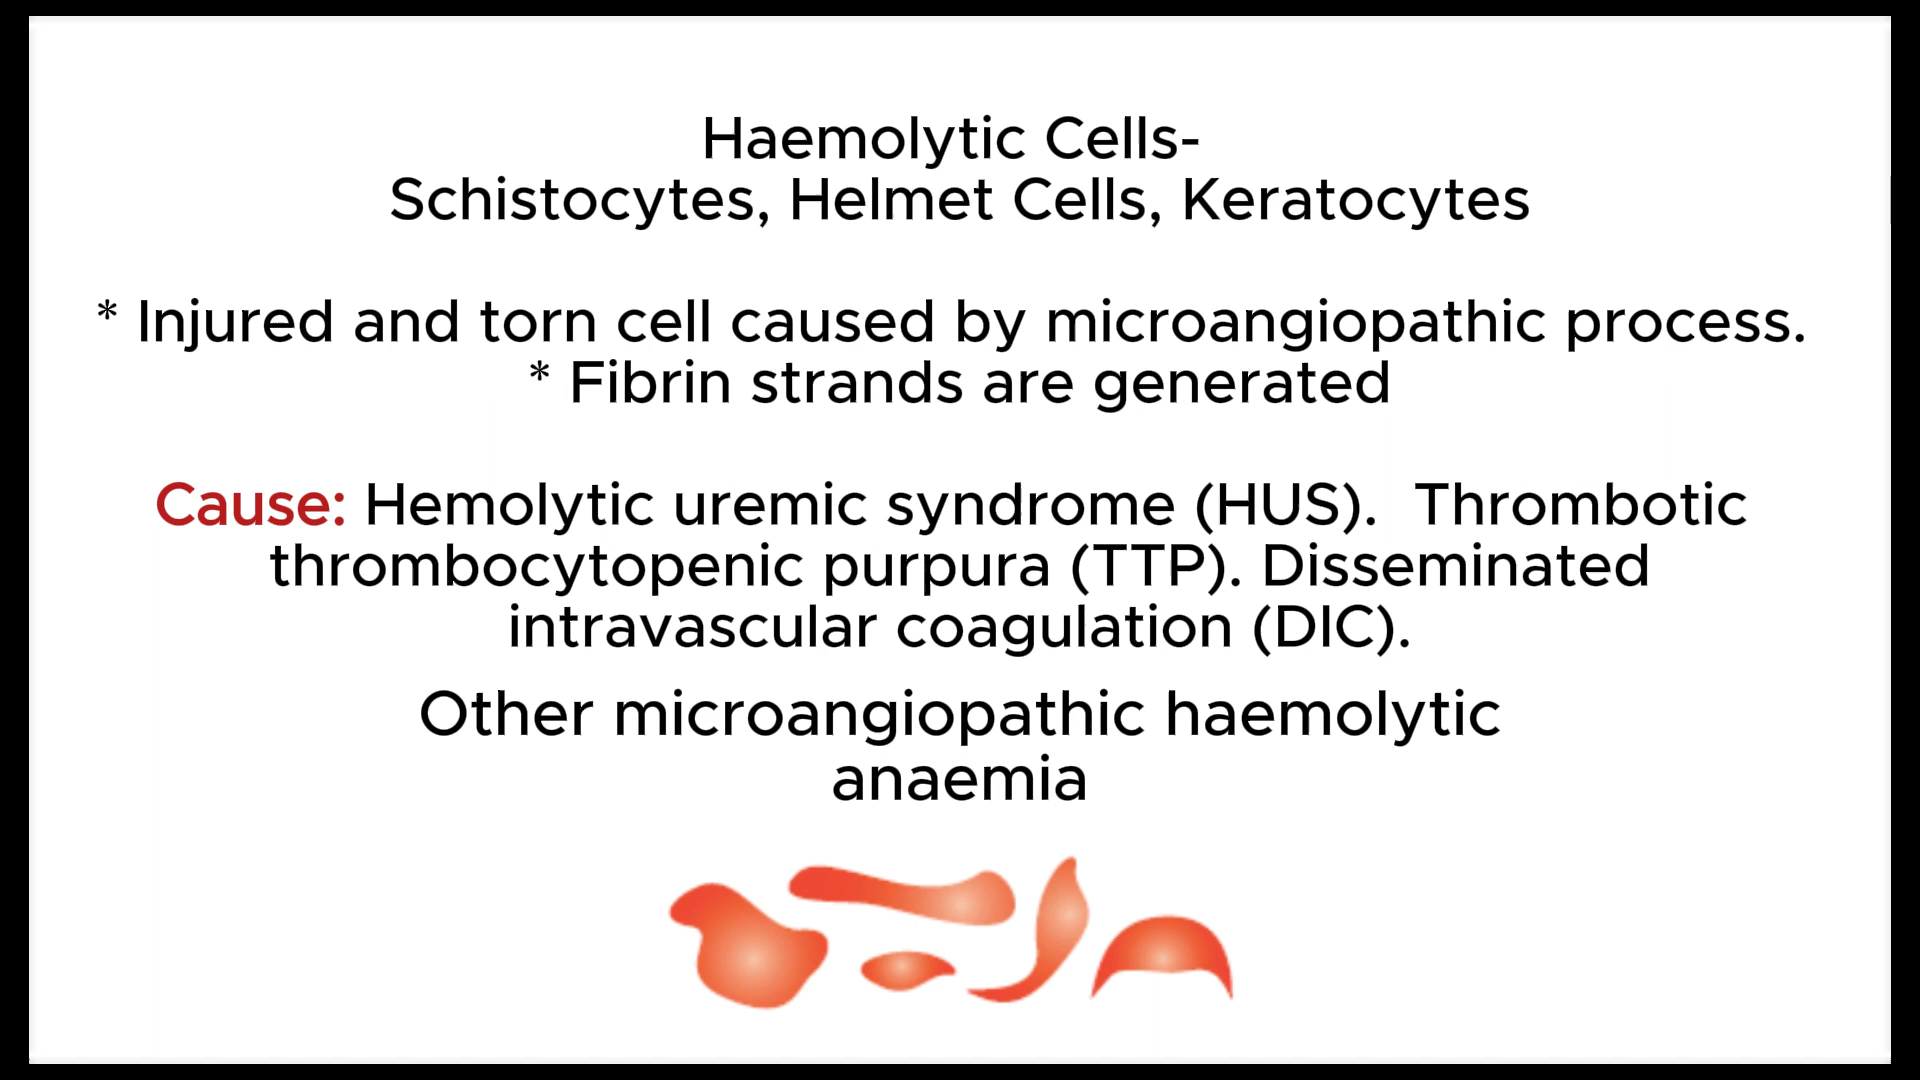 Haemolytic Cells-
Schistocytes, Helmet Cells, Keratocytes
* Injured and torn cell caused by microangiopathic process.
* Fibrin strands are generated
Cause: Hemolytic uremic syndrome (HUS).  Thrombotic
thrombocytopenic purpura (TTP). Disseminated
intravascular coagulation (DIC).
Other microangiopathic haemolytic
anaemia